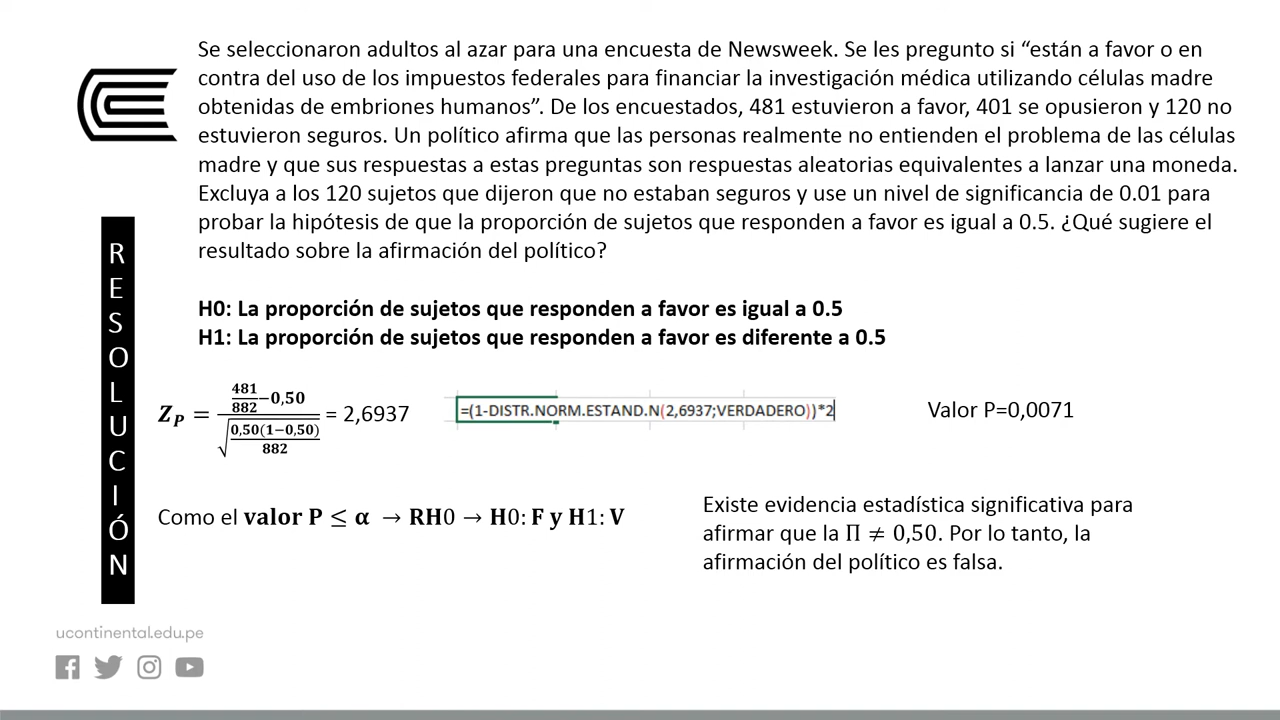 Se seleccionaron adultos al azar para una encuesta de Newsweek. Se les pregunto si “están a favor o en
contra del uso de los impuestos federales para financiar la investigación médica utilizando células madre
obtenidas de embriones humanos”. De los encuestados, 481 estuvieron a favor, 401 se opusieron y 120 no
estuvieron seguros. Un político afirma que las personas realmente no entienden el problema de las células
madre y que sus respuestas a estas preguntas son respuestas aleatorias equivalentes a lanzar una moneda.
Excluya a los 120 sujetos que dijeron que no estaban seguros y use un nivel de significancia de 0.01 para
probar la hipótesis de que la proporción de sujetos que responden a favor es igual a 0.5. ¿Qué sugiere el
resultado sobre la afirmación del político?
RESOLUCIÓN
H0: La proporción de sujetos que responden a favor es igual a 0.5
H1: La proporción de sujetos que responden a favor es diferente a 0.5
Z_P = (481/882 − 0,50) / √(0,50(1−0,50)/882) = 2,6937
=(1-DISTR.NORM.ESTAND.N(2,6937;VERDADERO))*2
Valor P=0,0071
Como el valor P ≤ α → RH0 → H0: F y H1: V
Existe evidencia estadística significativa para
afirmar que la Π ≠ 0,50. Por lo tanto, la
afirmación del político es falsa.
ucontinental.edu.pe